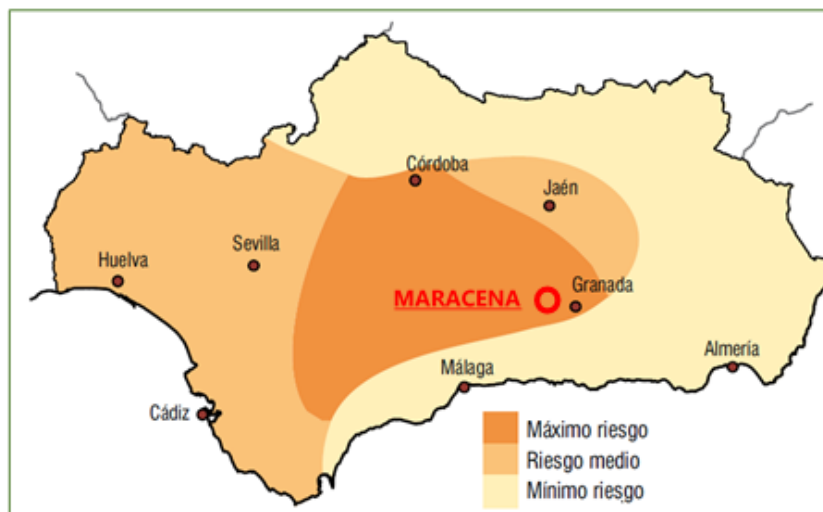 Córdoba
Jaén
Sevilla
Huelva
MARACENA
Granada
Almería
Málaga
Cádiz
Máximo riesgo
Riesgo medio
Mínimo riesgo